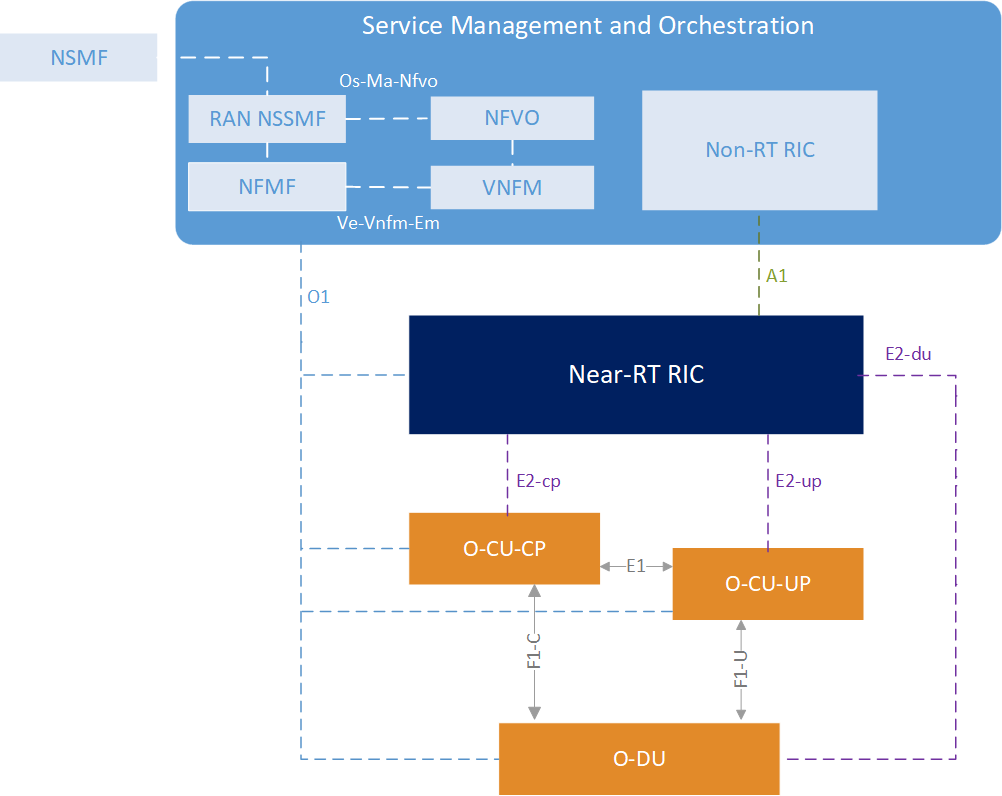 Service Management and Orchestration
NSMF
Os-Ma-Nfvo
RAN NSSMF
NFVO
Non-RT RIC
NFMF
VNFM
Ve-Vnfm-Em
A1
O1
E2-du
Near-RT RIC
E2-cp
E2-up
O-CU-CP
E1
O-CU-UP
F1-C
F1-U
O-DU